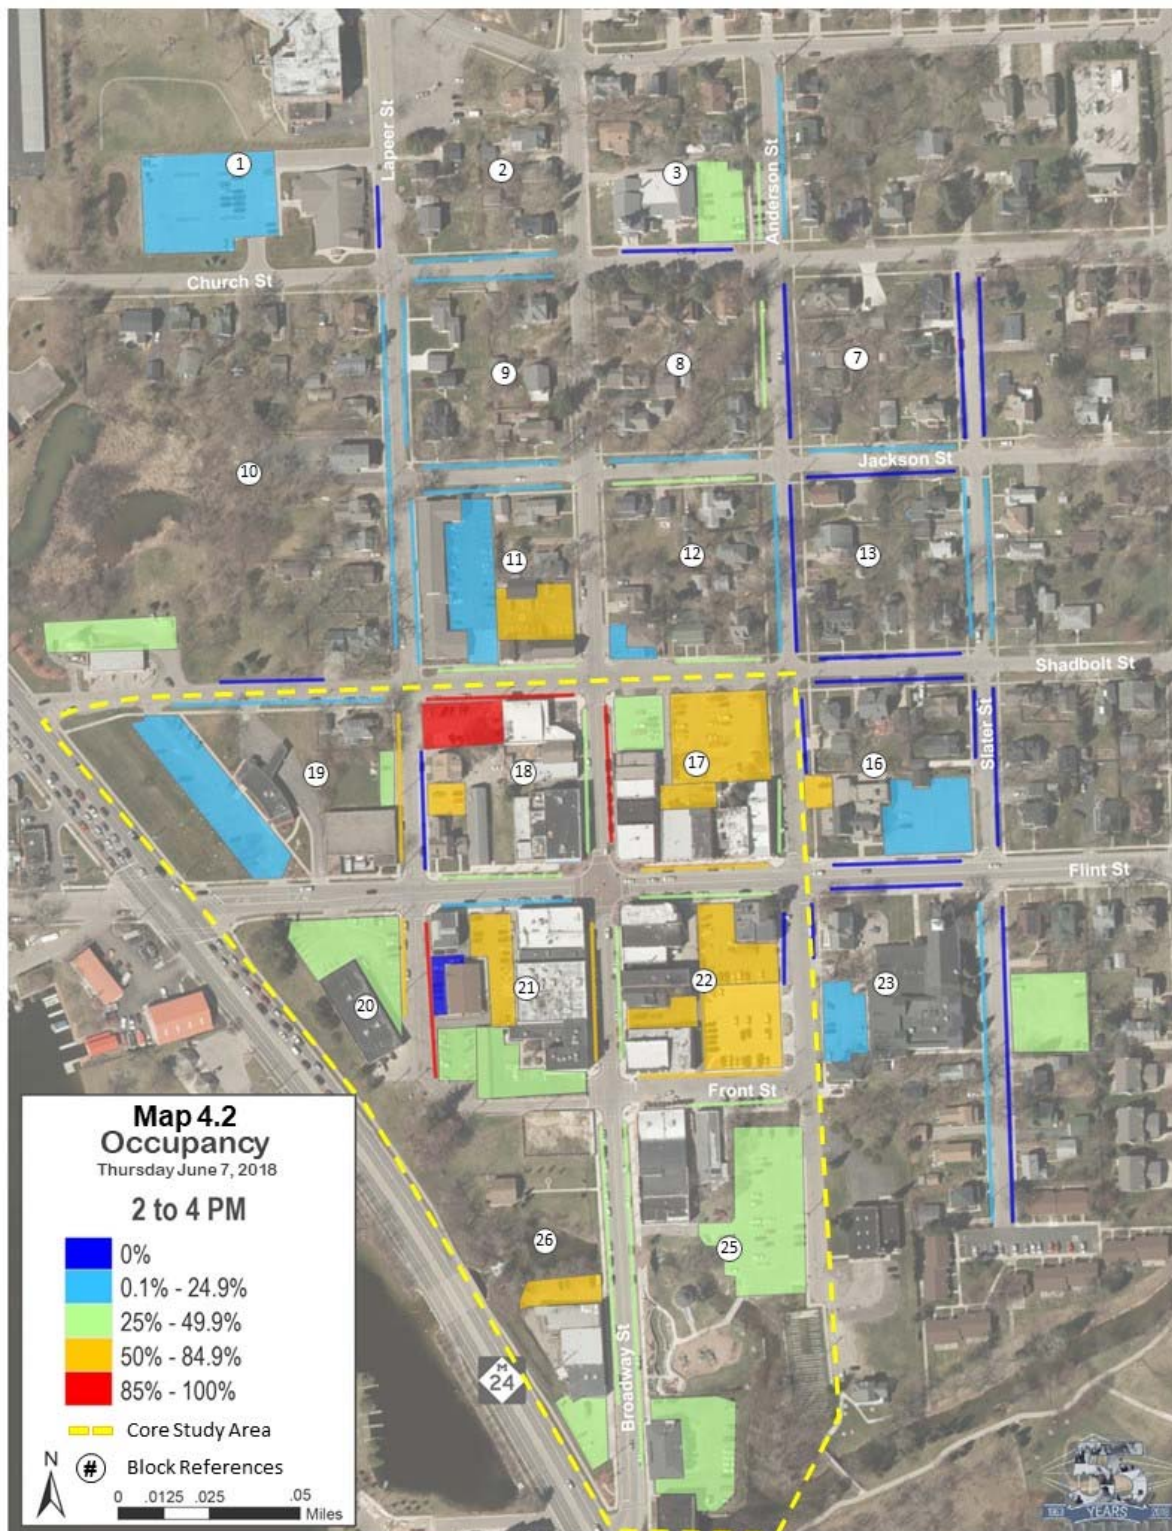 1
2
3
Lapeer St
Anderson St
Church St
9
8
7
10
Jackson St
11
12
13
Shadbolt St
Slater St
19
18
17
16
Flint St
20
21
22
23
Front St
26
25
Broadway St
M
24
Map 4.2
Occupancy
Thursday June 7, 2018
2 to 4 PM
0%
0.1% - 24.9%
25% - 49.9%
50% - 84.9%
85% - 100%
Core Study Area
# Block References
N
0 .0125 .025 .05
Miles
YEARS